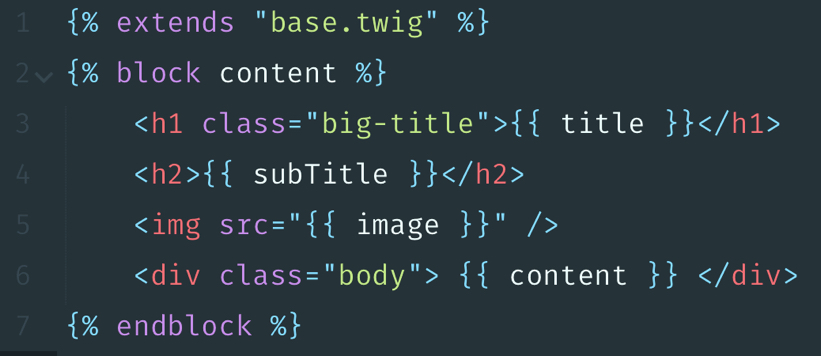 1 {% extends "base.twig" %}
2 {% block content %}
3     <h1 class="big-title">{{ title }}</h1>
4     <h2>{{ subTitle }}</h2>
5     <img src="{{ image }}" />
6     <div class="body"> {{ content }} </div>
7 {% endblock %}